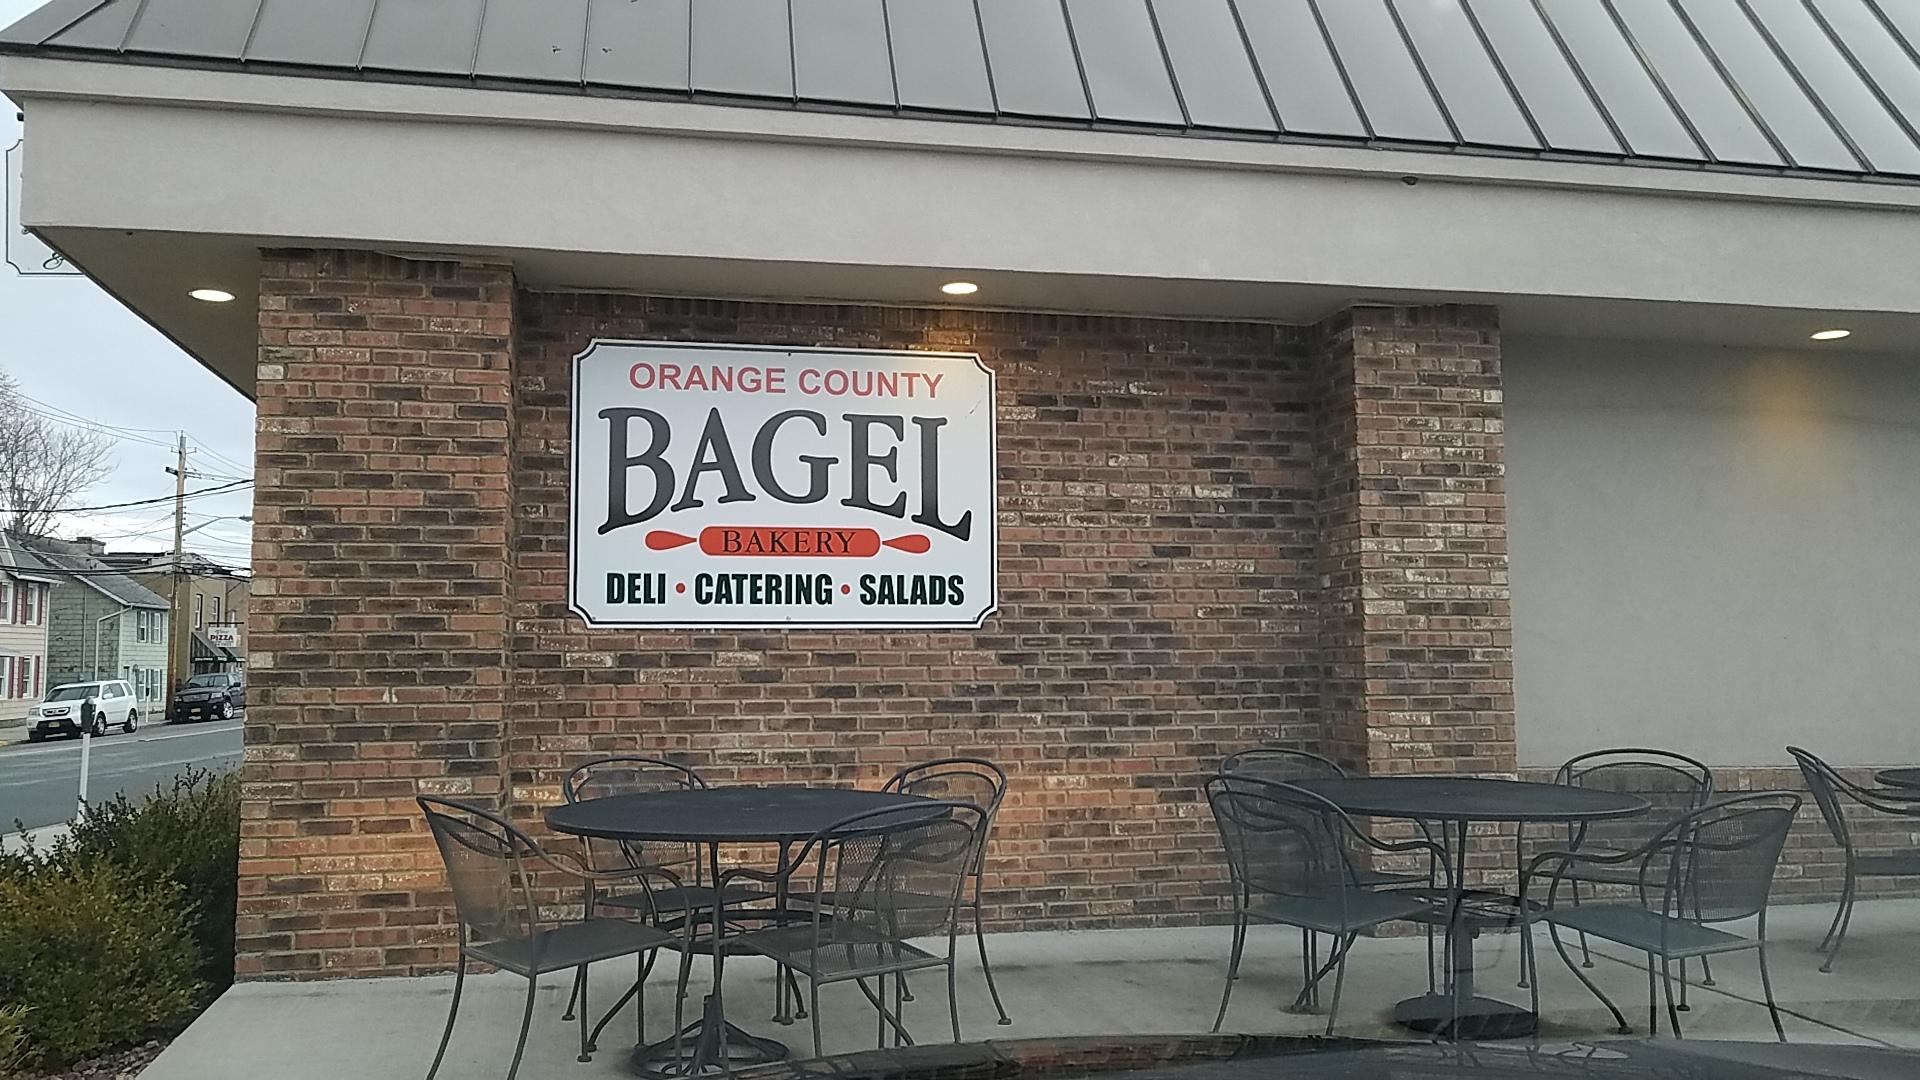 ORANGE COUNTY
BAGEL
BAKERY
DELI • CATERING • SALADS
PIZZA
&